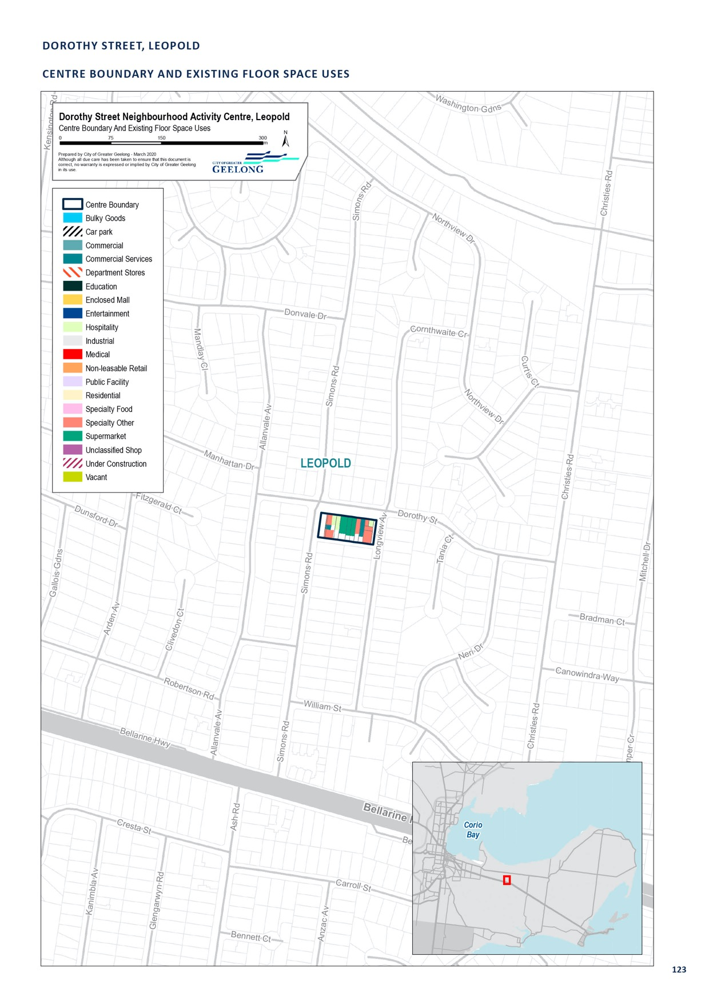 DOROTHY STREET, LEOPOLD
CENTRE BOUNDARY AND EXISTING FLOOR SPACE USES
Dorothy Street Neighbourhood Activity Centre, Leopold
Centre Boundary And Existing Floor Space Uses
0 75 150 300
m
N
Prepared by City of Greater Geelong - March 2020
Although all due care has been taken to ensure that this document is
correct, no warranty is expressed or implied by City of Greater Geelong
in its use.
CITY OF GREATER
GEELONG
Centre Boundary
Bulky Goods
Car park
Commercial
Commercial Services
Department Stores
Education
Enclosed Mall
Entertainment
Hospitality
Industrial
Medical
Non-leasable Retail
Public Facility
Residential
Specialty Food
Specialty Other
Supermarket
Unclassified Shop
Under Construction
Vacant
Kensington Rd
Washington Gdns
Christies Rd
Simons Rd
Northview Dr
Donvale Dr
Cornthwaite Cr
Mandlay Cl
Curtis Ct
Simons Rd
Northview Dr
Allanvale Av
Manhattan Dr
LEOPOLD
Christies Rd
Fitzgerald Ct
Dunsford Dr
Dorothy St
Longview Av
Tania Ct
Mitchell Dr
Gallois Gdns
Simons Rd
Arden Av
Clivedon Ct
Bradman Ct
Neri Dr
Canowindra Way
Robertson Rd
William St
Christies Rd
Allanvale Av
Simons Rd
Bellarine Hwy
mper Cr
Bellarine H
Be
Ash Rd
Cresta St
Kanimbla Av
Glengarwyn Rd
Carroll St
Anzac Av
Bennett Ct
Corio
Bay
123